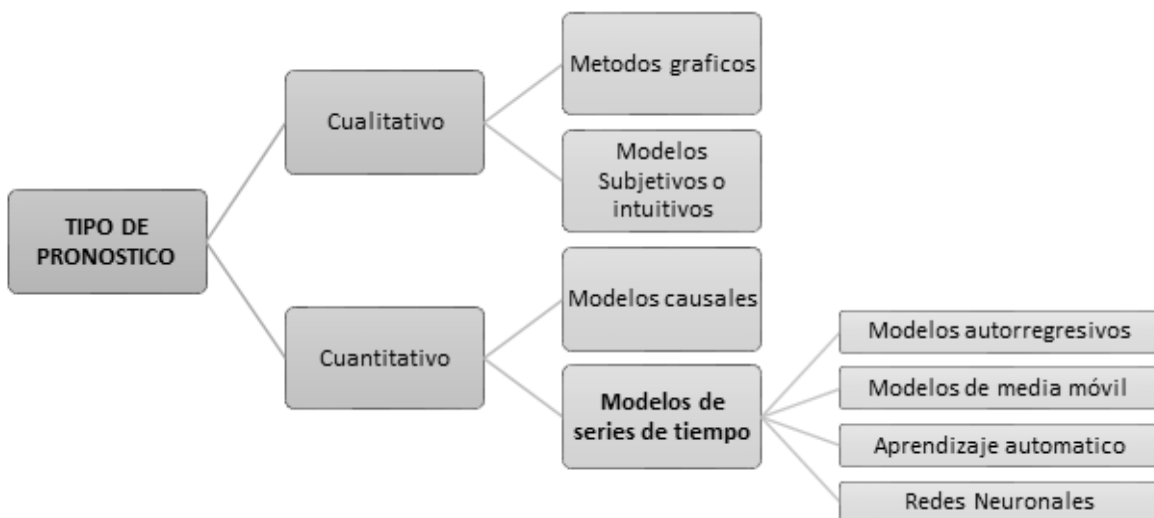 Metodos graficos
Cualitativo
Modelos
Subjetivos o
intuitivos
TIPO DE
PRONOSTICO
Modelos causales
Cuantitativo
Modelos de
series de tiempo
Modelos autorregresivos
Modelos de media móvil
Aprendizaje automatico
Redes Neuronales